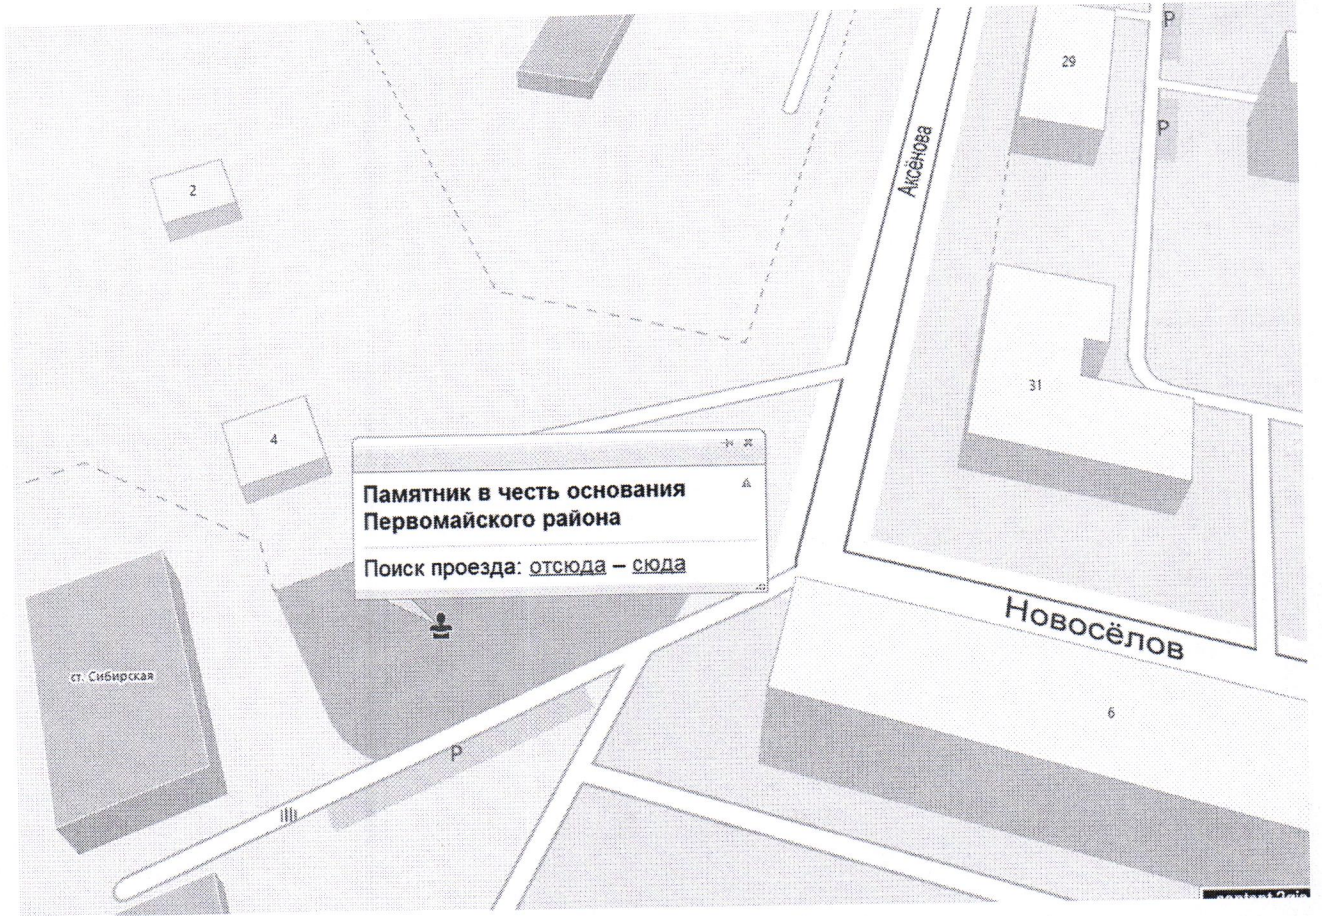 P
29
P
Аксёнова
2
31
4
Памятник в честь основания
Первомайского района
Поиск проезда: отсюда – сюда
Новосёлов
ст. Сибирская
6
P